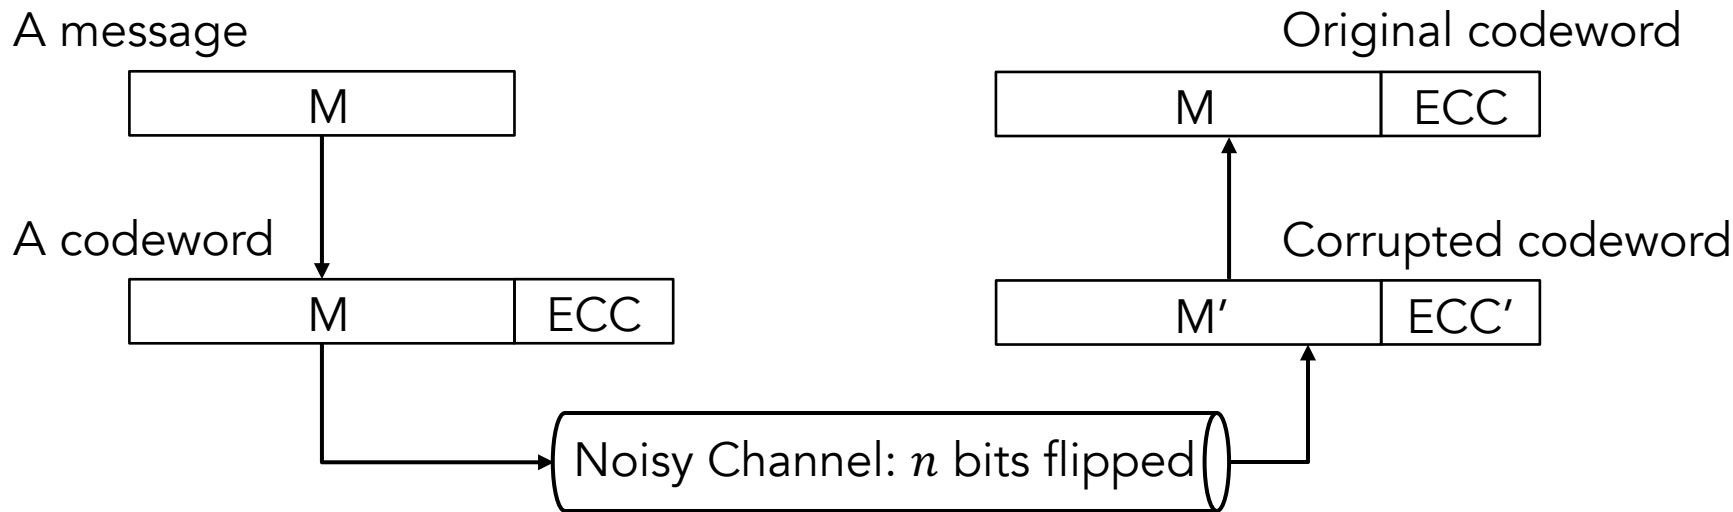 A message
M
A codeword
M ECC
Noisy Channel: n bits flipped
Original codeword
M ECC
Corrupted codeword
M′ ECC′